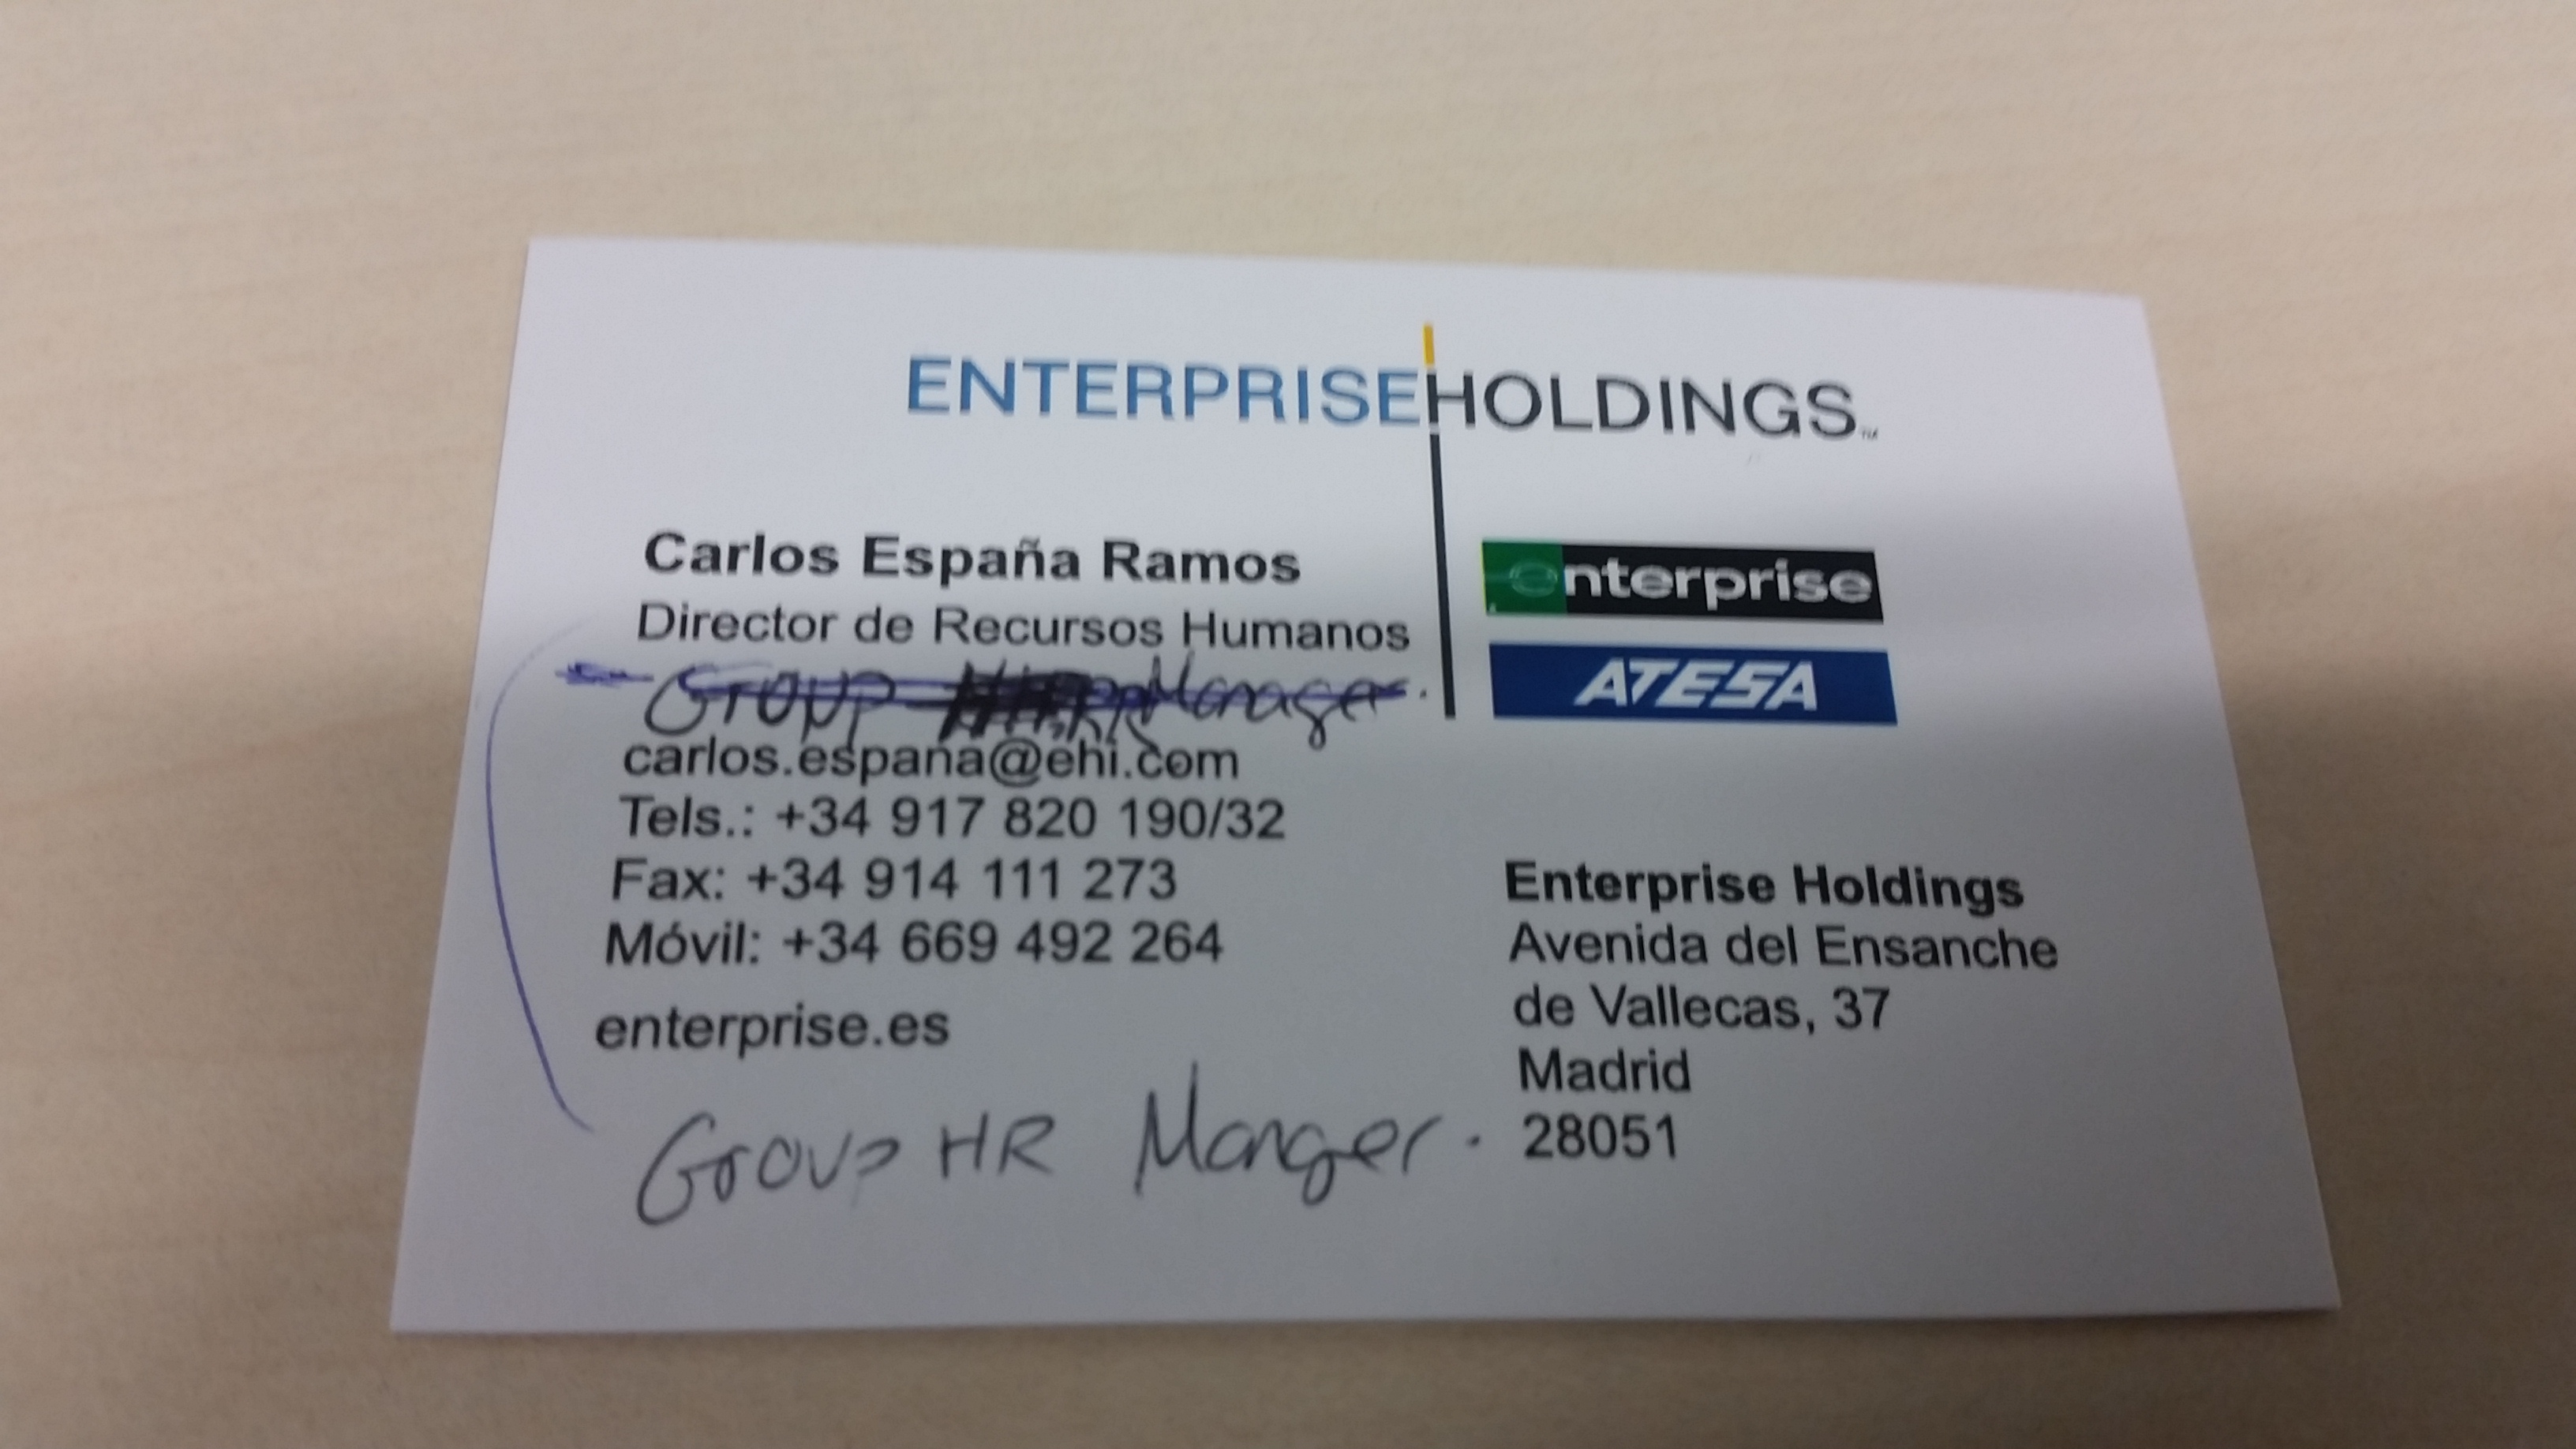 ENTERPRISEHOLDINGS™
Carlos España Ramos
Director de Recursos Humanos
Group Manager.
carlos.espana@ehi.com
Tels.: +34 917 820 190/32
Fax: +34 914 111 273
Móvil: +34 669 492 264
enterprise.es
Group HR Manger.
enterprise
ATESA
Enterprise Holdings
Avenida del Ensanche
de Vallecas, 37
Madrid
28051